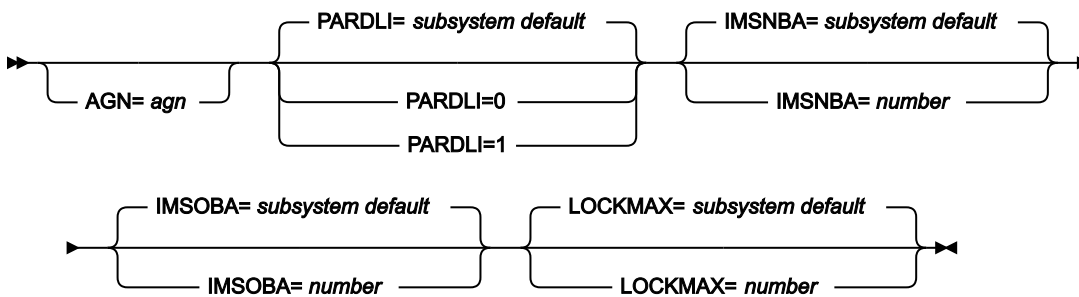 PARDLI= subsystem default
IMSNBA= subsystem default
AGN= agn
PARDLI=0
IMSNBA= number
PARDLI=1
IMSOBA= subsystem default
LOCKMAX= subsystem default
IMSOBA= number
LOCKMAX= number